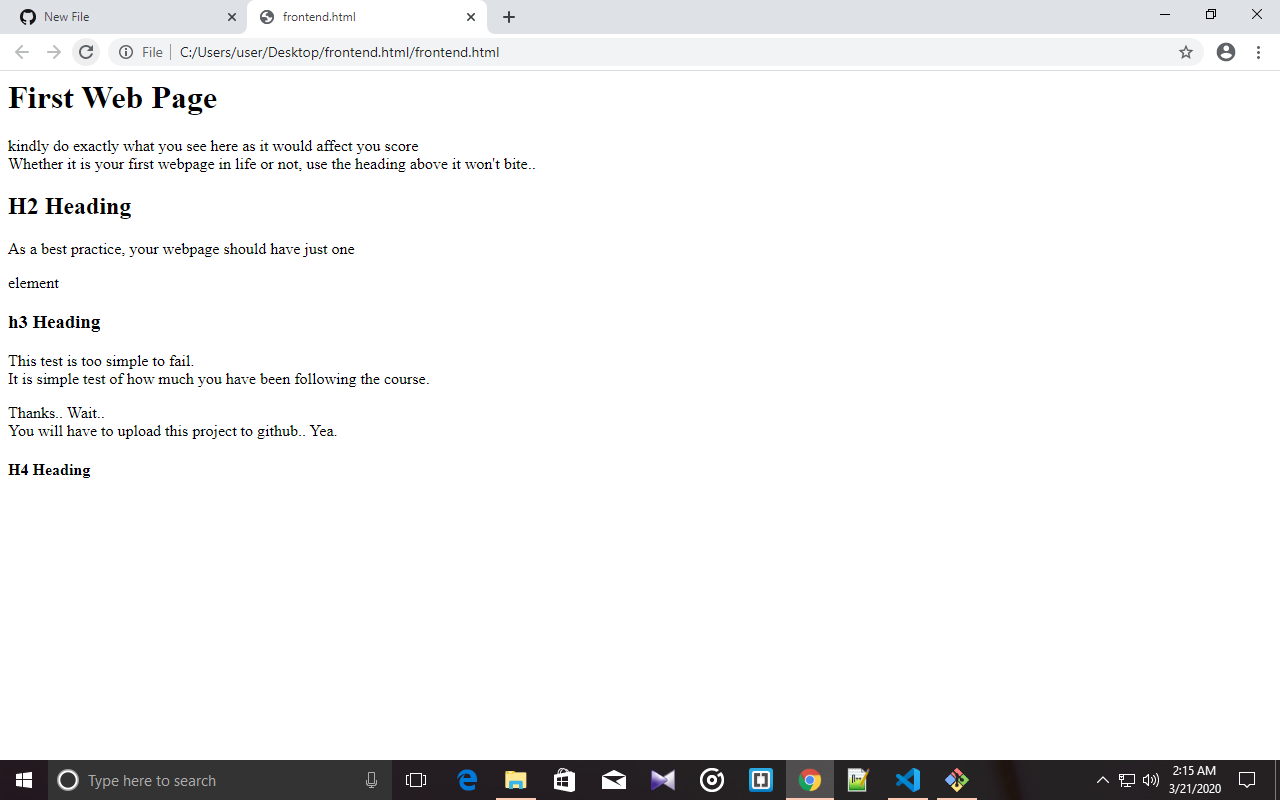 New File
frontend.html
File
C:/Users/user/Desktop/frontend.html/frontend.html
First Web Page
kindly do exactly what you see here as it would affect you score
Whether it is your first webpage in life or not, use the heading above it won't bite..
H2 Heading
As a best practice, your webpage should have just one
element
h3 Heading
This test is too simple to fail.
It is simple test of how much you have been following the course.
Thanks.. Wait..
You will have to upload this project to github.. Yea.
H4 Heading
Type here to search
2:15 AM
3/21/2020